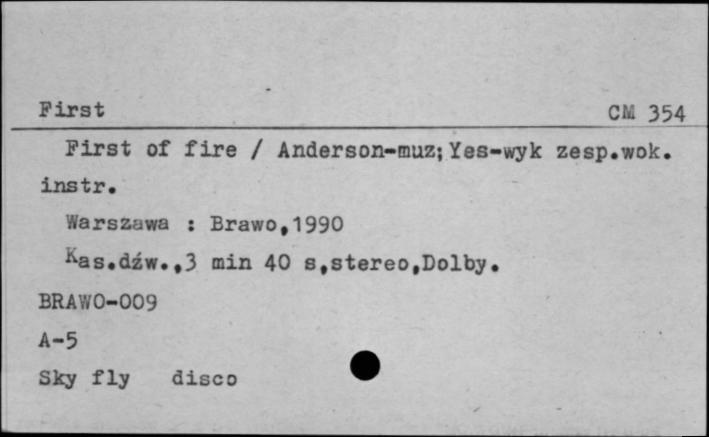 First CM 354
First of fire / Anderson-muz; Yes-wyk zesp.wok.
instr.
Warszawa : Brawo,1990
Kas.dźw.,3 min 40 s,stereo,Dolby.
BRAWO-009
A-5
Sky fly disco